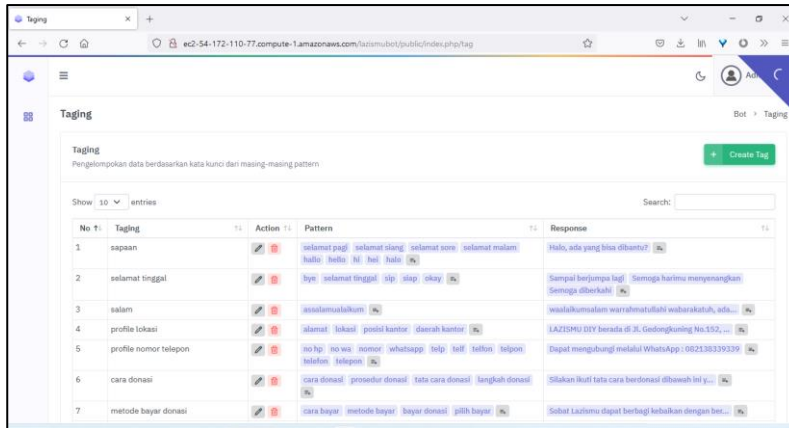 Taging
ec2-54-172-110-77.compute-1.amazonaws.com/lazismubot/public/index.php/tag
Taging
Bot > Taging
Taging
Pengelompokan data berdasarkan kata kunci dari masing-masing pattern
+ Create Tag
Show 10 entries
Search:
No Taging Action Pattern Response
1 sapaan selamat pagi selamat siang selamat sore selamat malam Halo, ada yang bisa dibantu?
hallo hello hi hei halo
2 selamat tinggal bye selamat tinggal sip siap okay Sampai berjumpa lagi Semoga harimu menyenangkan
Semoga diberkahi
3 salam assalamualaikum waalaikumsalam warrahmatullahi wabarakatuh, ada...
4 profile lokasi alamat lokasi posisi kantor daerah kantor LAZISMU DIY berada di Jl. Gedongkuning No.152, ...
5 profile nomor telepon no hp no wa nomor whatsapp telp telf telfon telpon Dapat mengubungi melalui WhatsApp : 082138339339
telefon telepon
6 cara donasi cara donasi prosedur donasi tata cara donasi langkah donasi Silakan ikuti tata cara berdonasi dibawah ini y...
7 metode bayar donasi cara bayar metode bayar bayar donasi pilih bayar Sobat Lazismu dapat berbagi kebaikan dengan ber...